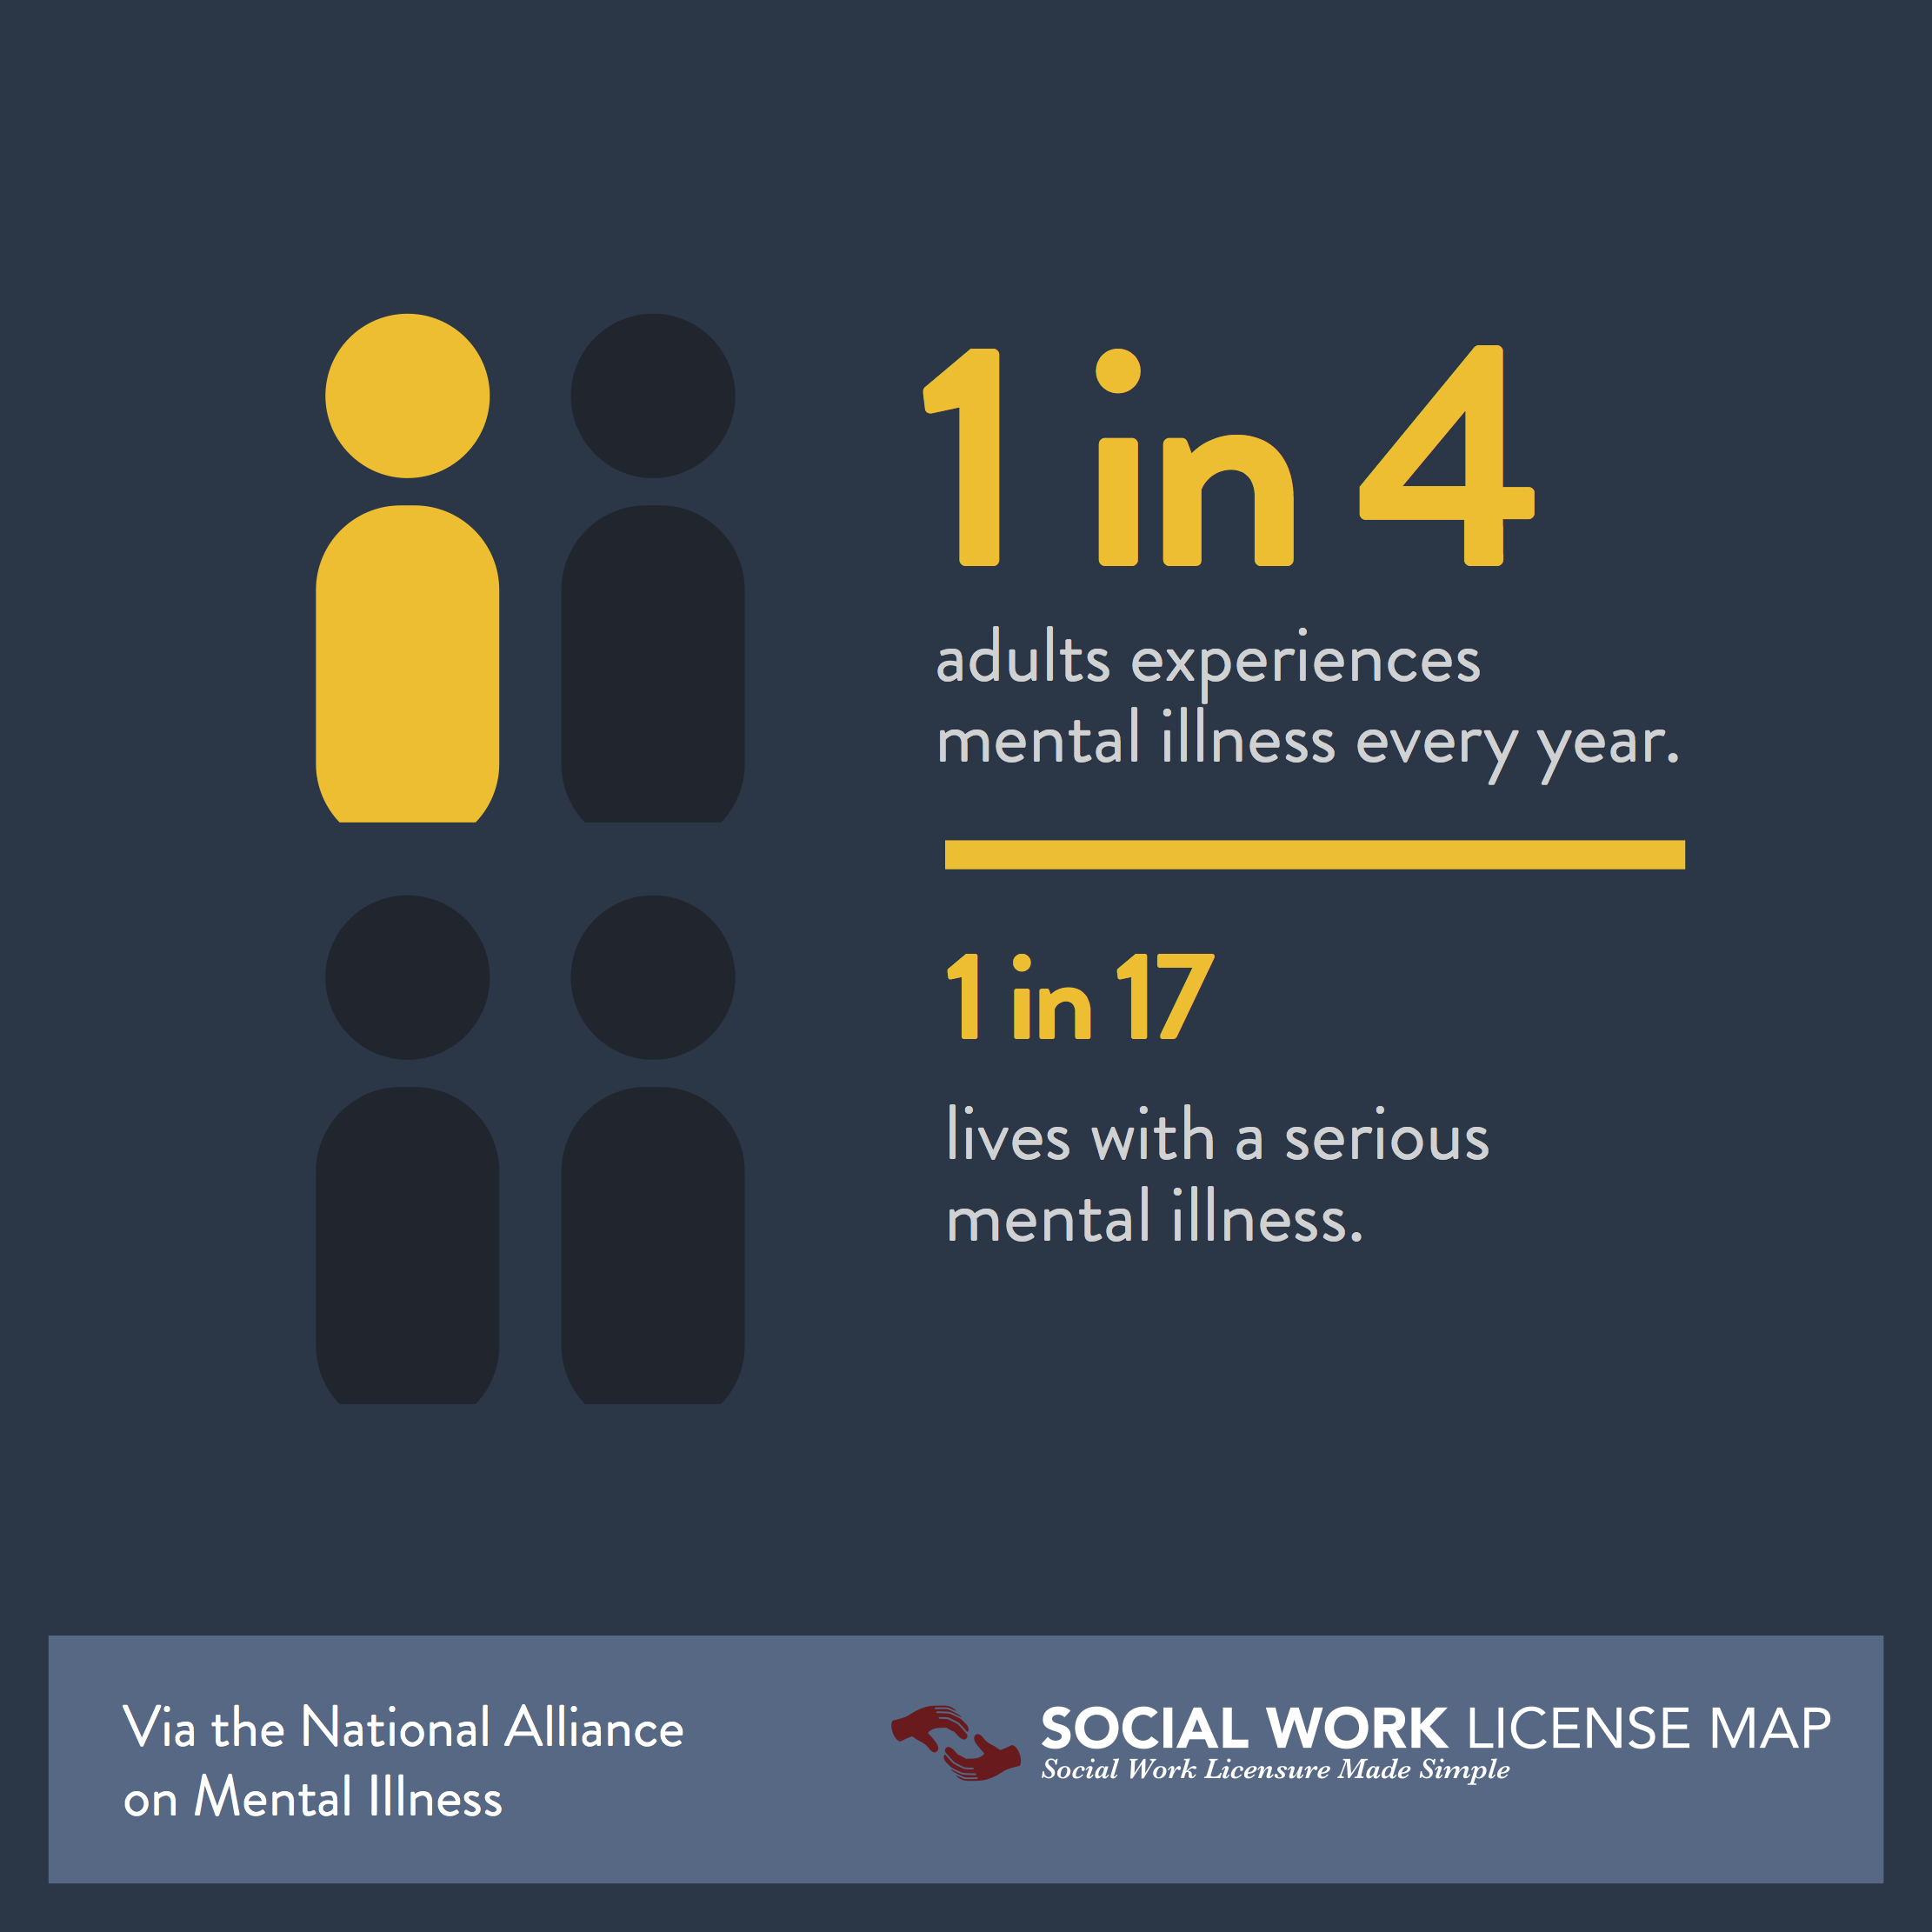 1 in 4
adults experiences
mental illness every year.
1 in 17
lives with a serious
mental illness.
Via the National Alliance
on Mental Illness
SOCIAL WORK LICENSE MAP
Social Work Licensure Made Simple